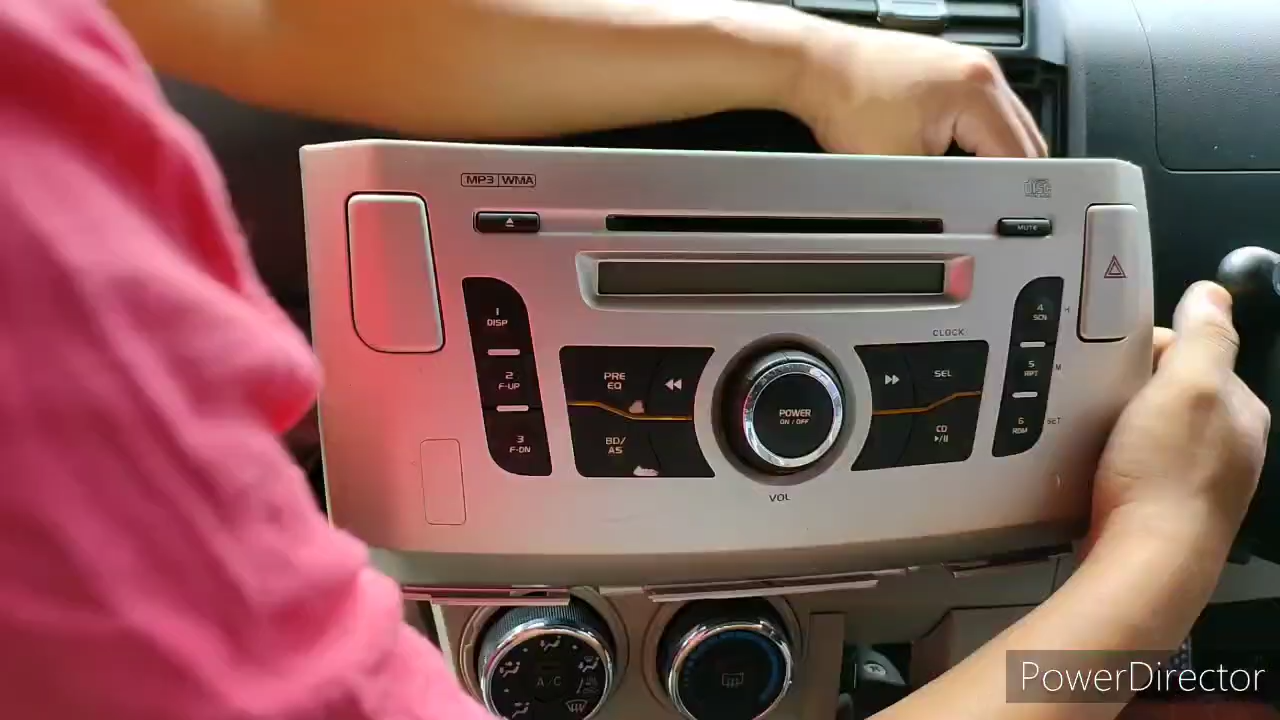 MP3 WMA
DISC
MUTE
1
DISP
2
F-UP
3
F-DN
PRE
EQ
BD/
AS
POWER
ON / OFF
VOL
CLOCK
SEL
CD
4
SCN
H
5
RPT
M
6
RDM
SET
A/C
PowerDirector